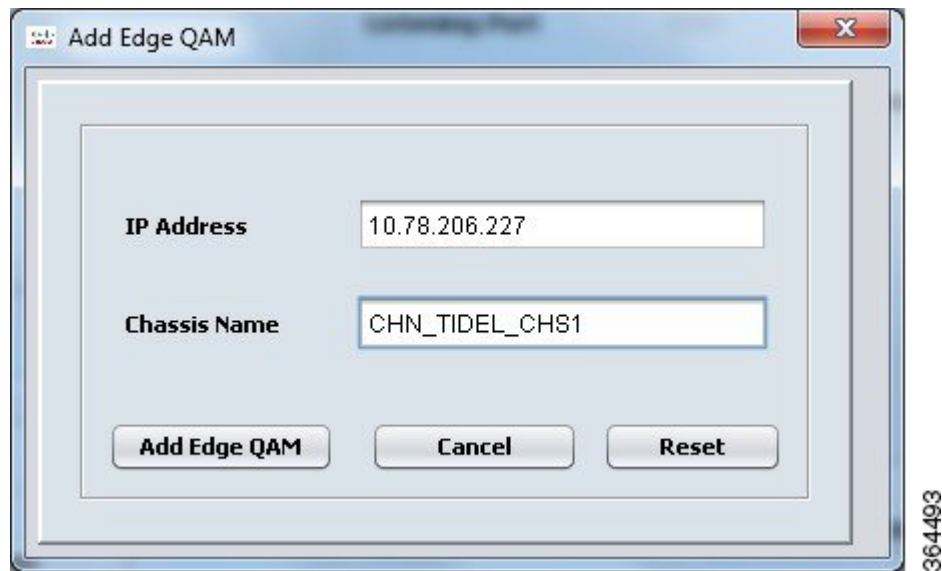 Add Edge QAM
IP Address
10.78.206.227
Chassis Name
CHN_TIDEL_CHS1
Add Edge QAM
Cancel
Reset
364493